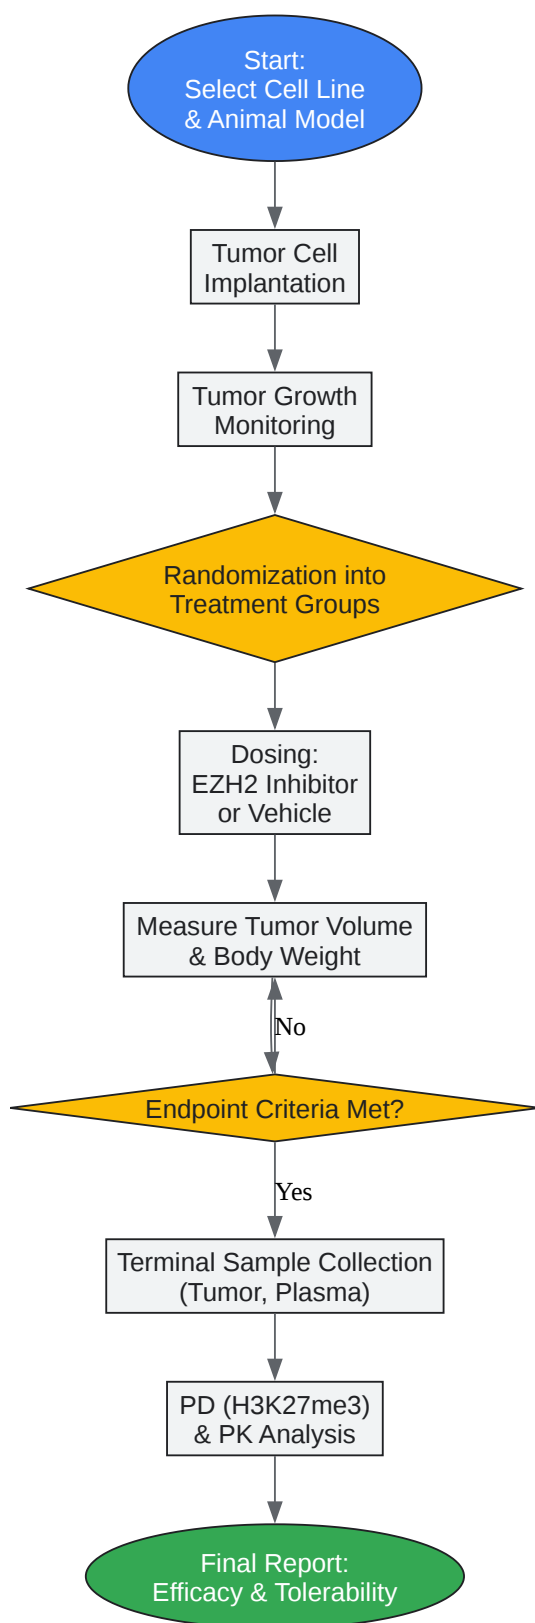 Start:
Select Cell Line
& Animal Model
Tumor Cell
Implantation
Tumor Growth
Monitoring
Randomization into
Treatment Groups
Dosing:
EZH2 Inhibitor
or Vehicle
Measure Tumor Volume
& Body Weight
No
Endpoint Criteria Met?
Yes
Terminal Sample Collection
(Tumor, Plasma)
PD (H3K27me3)
& PK Analysis
Final Report:
Efficacy & Tolerability